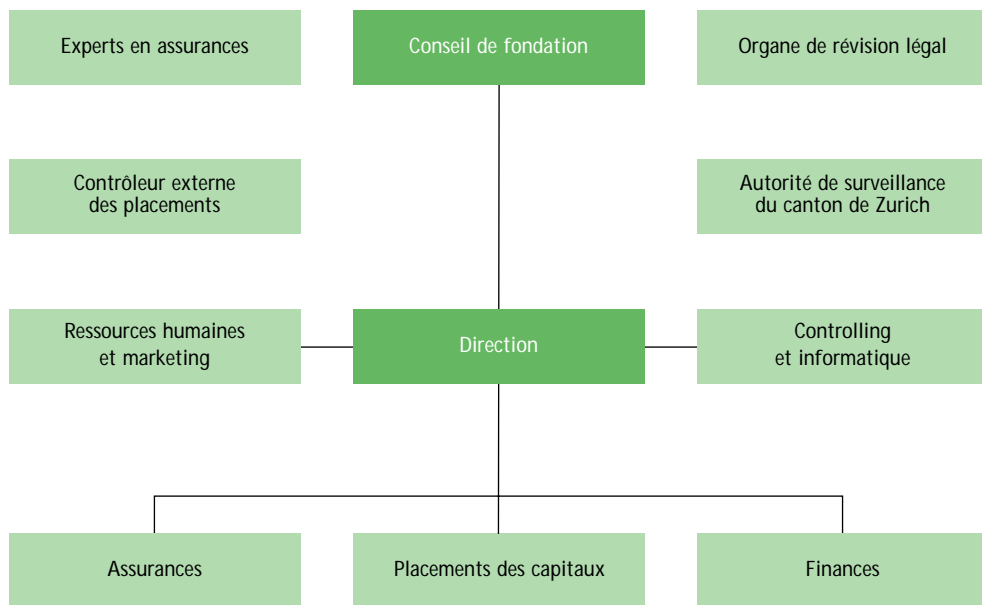 Experts en assurances
Conseil de fondation
Organe de révision légal
Contrôleur externe
des placements
Autorité de surveillance
du canton de Zurich
Ressources humaines
et marketing
Direction
Controlling
et informatique
Assurances
Placements des capitaux
Finances